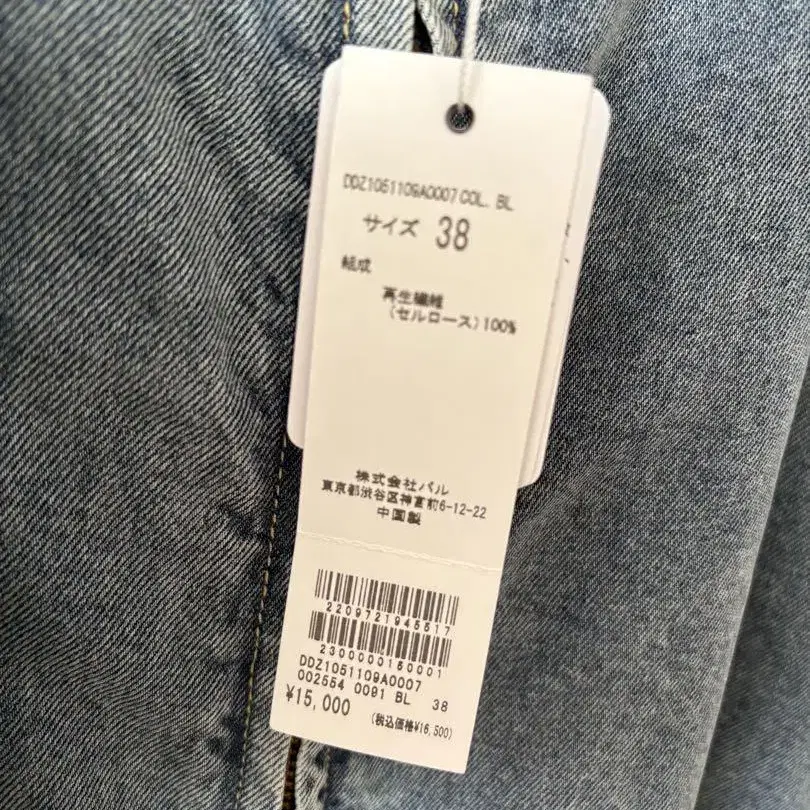 DDZ1051109A0007 COL. BL
サイズ 38
組成
再生繊維
(セルロース)100%
株式会社パル
東京都渋谷区神宮前6-12-22
中国製
2209721945517
2300000150001
DDZ1051109A0007
002554 0091 BL 38
¥15,000 (税込価格¥16,500)